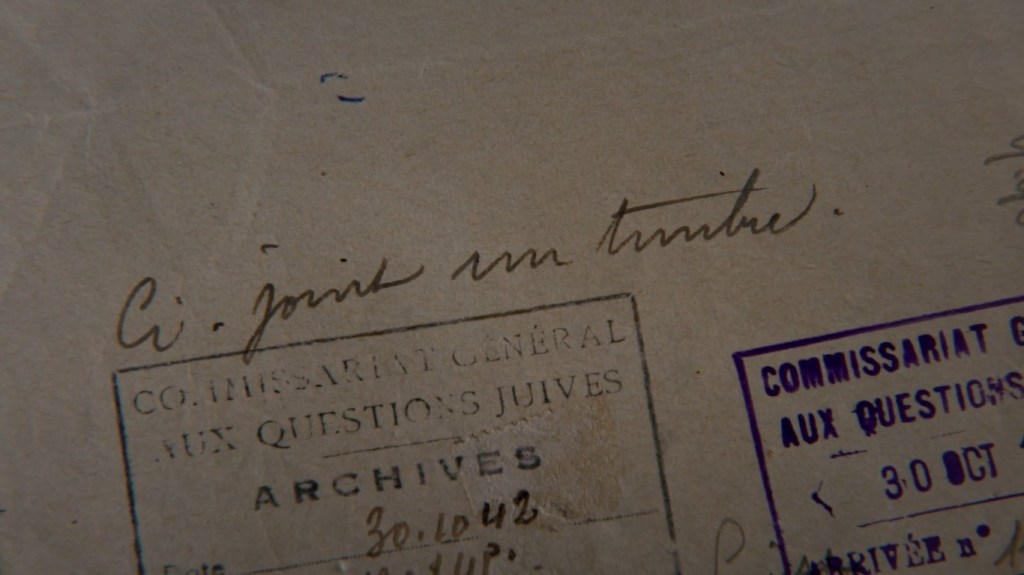 Ci-joint un timbre.
COMMISSARIAT GÉNÉRAL
AUX QUESTIONS JUIVES
ARCHIVES
30.10 42
Date
COMMISSARIAT G
AUX QUESTIONS
30 OCT
ARRIVÉE n°